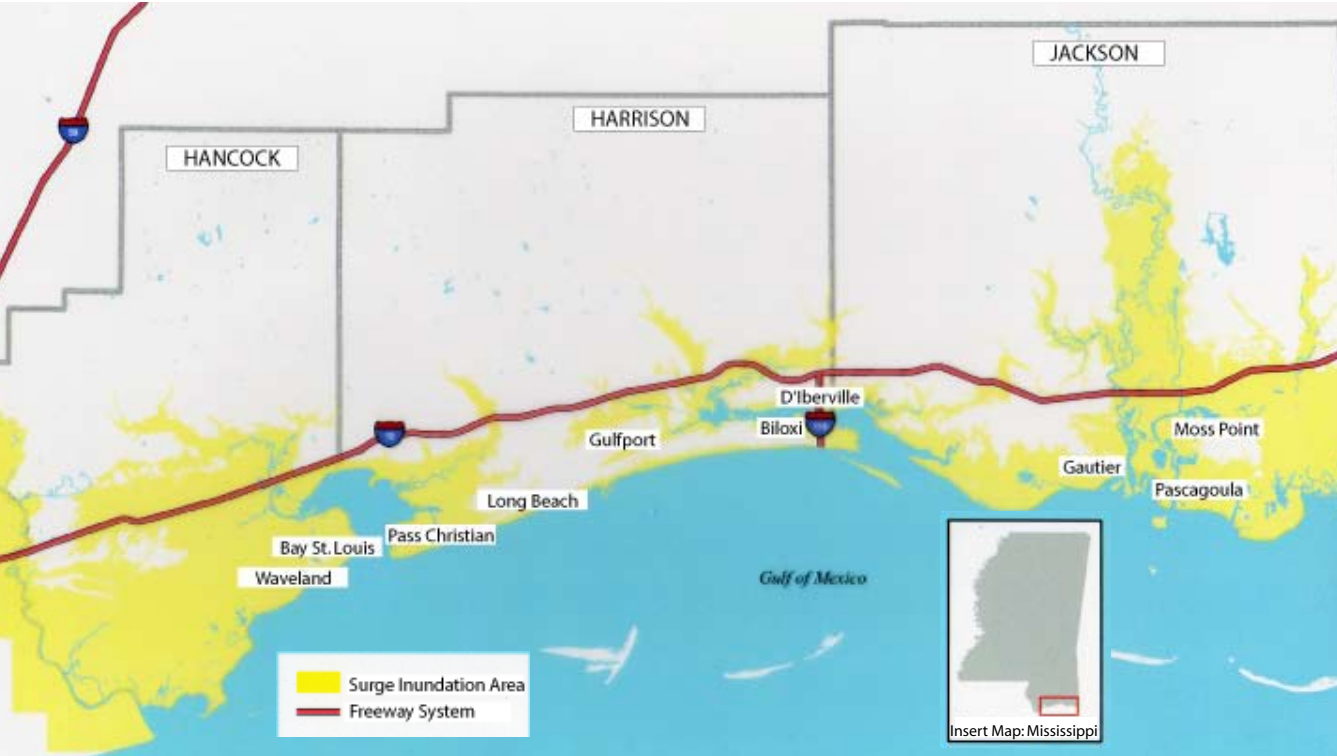 JACKSON
HARRISON
HANCOCK
D'Iberville
Biloxi
Gulfport
Moss Point
Gautier
Pascagoula
Long Beach
Pass Christian
Bay St. Louis
Waveland
Gulf of Mexico
Surge Inundation Area
Freeway System
Insert Map: Mississippi